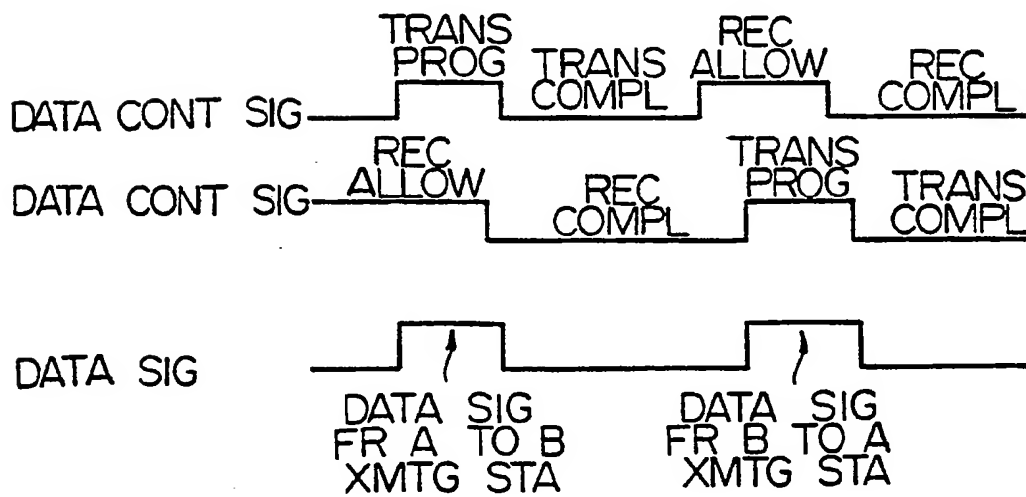 TRANS
PROG
TRANS
COMPL
REC
ALLOW
REC
COMPL
DATA CONT SIG
REC
ALLOW
REC
COMPL
TRANS
PROG
TRANS
COMPL
DATA CONT SIG
DATA SIG
DATA SIG
FR A TO B
XMTG STA
DATA SIG
FR B TO A
XMTG STA